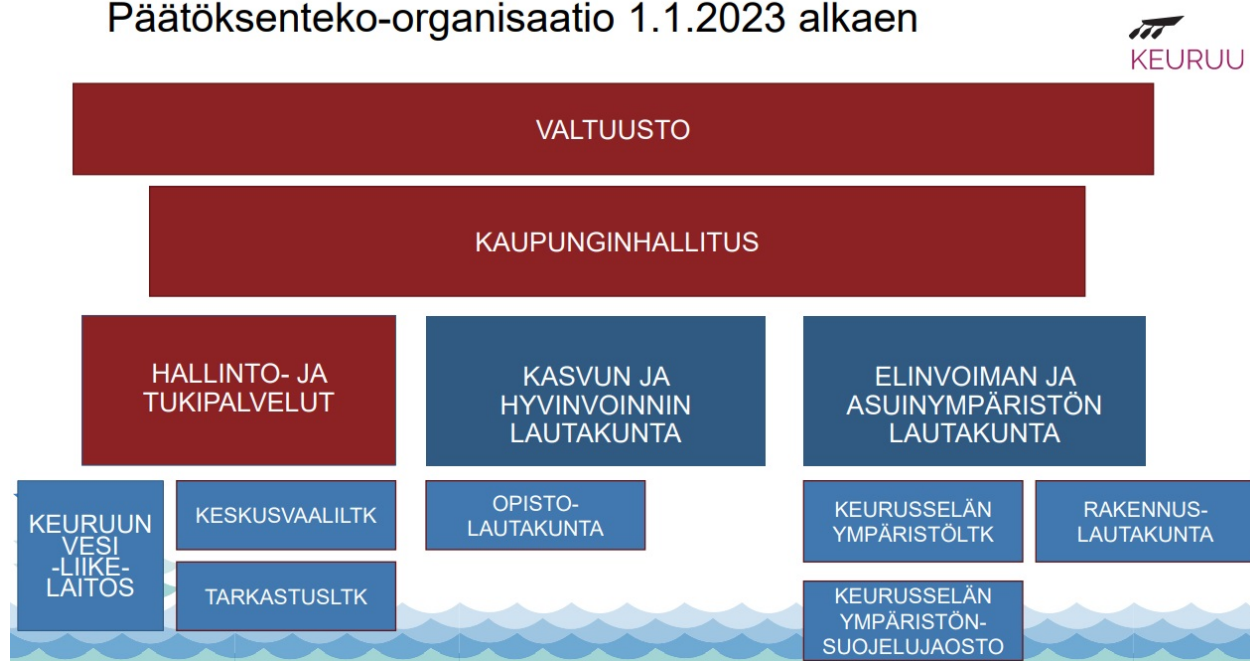 Päätöksenteko-organisaatio 1.1.2023 alkaen
KEURUU
VALTUUSTO
KAUPUNGINHALLITUS
HALLINTO- JA
TUKIPALVELUT
KASVUN JA
HYVINVOINNIN
LAUTAKUNTA
ELINVOIMAN JA
ASUINYMPÄRISTÖN
LAUTAKUNTA
KEURUUN
VESI
-LIIKE-
LAITOS
KESKUSVAALILTK
TARKASTUSLTK
OPISTO-
LAUTAKUNTA
KEURUSSELÄN
YMPÄRISTÖLTK
RAKENNUS-
LAUTAKUNTA
KEURUSSELÄN
YMPÄRISTÖN-
SUOJELUJAOSTO